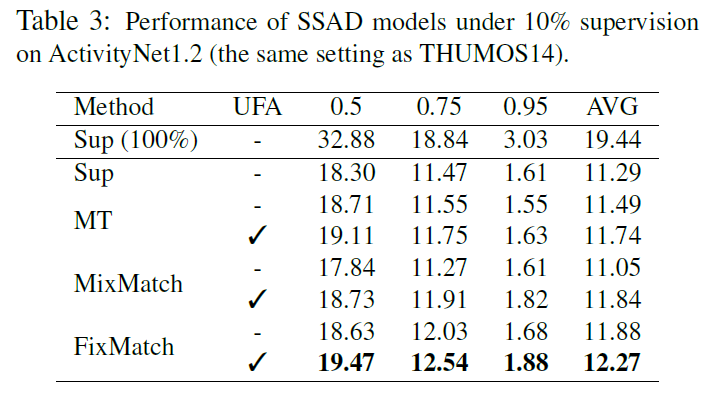 Table 3: Performance of SSAD models under 10% supervision
on ActivityNet1.2 (the same setting as THUMOS14).
Method UFA 0.5 0.75 0.95 AVG
Sup (100%) - 32.88 18.84 3.03 19.44
Sup - 18.30 11.47 1.61 11.29
MT
- 18.71 11.55 1.55 11.49
✓ 19.11 11.75 1.63 11.74
MixMatch
- 17.84 11.27 1.61 11.05
✓ 18.73 11.91 1.82 11.84
FixMatch
- 18.63 12.03 1.68 11.88
✓ 19.47 12.54 1.88 12.27